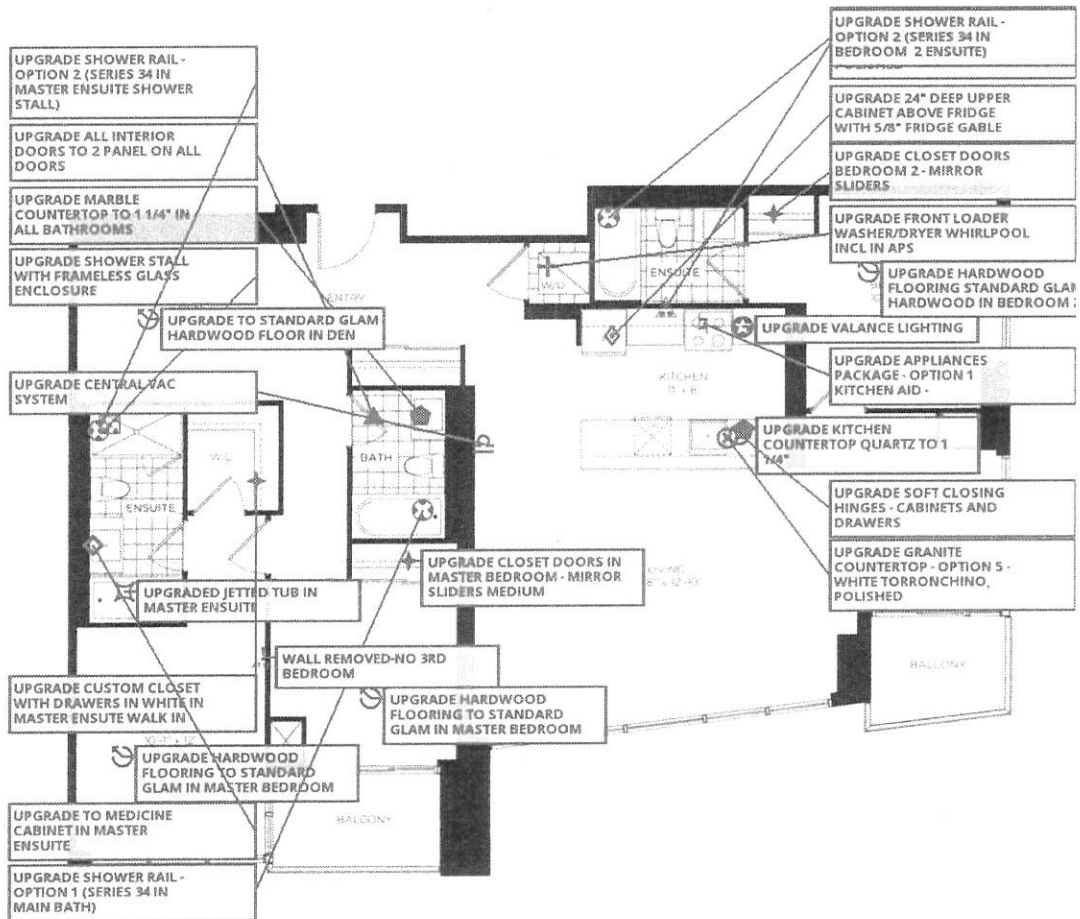 UPGRADE SHOWER RAIL -
OPTION 2 (SERIES 34 IN
MASTER ENSUITE SHOWER
STALL)
UPGRADE ALL INTERIOR
DOORS TO 2 PANEL ON ALL
DOORS
UPGRADE MARBLE
COUNTERTOP TO 1 1/4" IN
ALL BATHROOMS
UPGRADE SHOWER STALL
WITH FRAMELESS GLASS
ENCLOSURE
ENTRY
UPGRADE TO STANDARD GLAM
HARDWOOD FLOOR IN DEN
UPGRADE CENTRAL VAC
SYSTEM
W.I.C.
BATH
ENSUITE
UPGRADED JETTED TUB IN
MASTER ENSUITE
UPGRADE CLOSET DOORS IN
MASTER BEDROOM - MIRROR
SLIDERS MEDIUM
WALL REMOVED-NO 3RD
BEDROOM
UPGRADE CUSTOM CLOSET
WITH DRAWERS IN WHITE IN
MASTER ENSUTE WALK IN
UPGRADE HARDWOOD
FLOORING TO STANDARD
GLAM IN MASTER BEDROOM
UPGRADE HARDWOOD
FLOORING TO STANDARD
GLAM IN MASTER BEDROOM
UPGRADE TO MEDICINE
CABINET IN MASTER
ENSUITE
BALCONY
UPGRADE SHOWER RAIL -
OPTION 1 (SERIES 34 IN
MAIN BATH)
UPGRADE SHOWER RAIL -
OPTION 2 (SERIES 34 IN
BEDROOM 2 ENSUITE)
UPGRADE 24" DEEP UPPER
CABINET ABOVE FRIDGE
WITH 5/8" FRIDGE GABLE
UPGRADE CLOSET DOORS
BEDROOM 2 - MIRROR
SLIDERS
UPGRADE FRONT LOADER
WASHER/DRYER WHIRLPOOL
INCL IN APS
W/D
ENSUITE
UPGRADE HARDWOOD
FLOORING STANDARD GLAM
HARDWOOD IN BEDROOM 2
UPGRADE VALANCE LIGHTING
KITCHEN
UPGRADE APPLIANCES
PACKAGE - OPTION 1
KITCHEN AID -
UPGRADE KITCHEN
COUNTERTOP QUARTZ TO 1
1/4"
UPGRADE SOFT CLOSING
HINGES - CABINETS AND
DRAWERS
UPGRADE GRANITE
COUNTERTOP - OPTION 5 -
WHITE TORRONCHINO,
POLISHED
LIVING
BALCONY